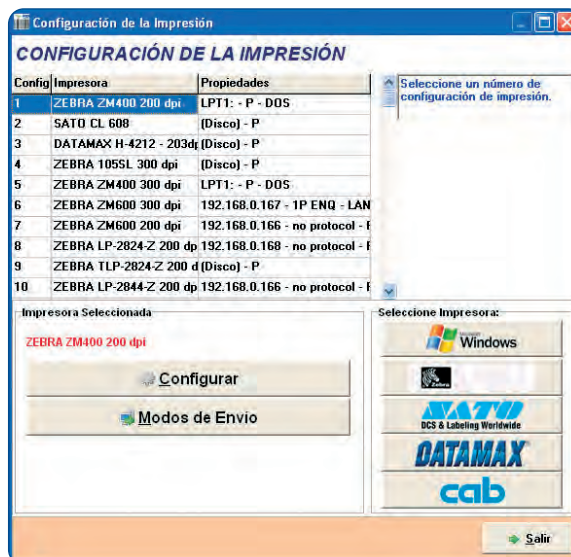 Configuración de la Impresión
CONFIGURACIÓN DE LA IMPRESIÓN
Config Impresora Propiedades
1 ZEBRA ZM400 200 dpi LPT1: - P - DOS
2 SATO CL 608 (Disco) - P
3 DATAMAX H-4212 - 203dp (Disco) - P
4 ZEBRA 105SL 300 dpi (Disco) - P
5 ZEBRA ZM400 300 dpi LPT1: - P - DOS
6 ZEBRA ZM600 300 dpi 192.168.0.167 - 1P ENQ - LAN
7 ZEBRA ZM600 200 dpi 192.168.0.166 - no protocol - P
8 ZEBRA LP-2824-Z 200 dp 192.168.0.168 - no protocol - P
9 ZEBRA TLP-2824-Z 200 d (Disco) - P
10 ZEBRA LP-2844-Z 200 dp 192.168.0.166 - no protocol - P
Seleccione un número de
configuración de impresión.
Impresora Seleccionada
ZEBRA ZM400 200 dpi
Configurar
Modos de Envio
Seleccione Impresora:
Microsoft
Windows
Zebra
SATO
DCS & Labeling Worldwide
DATAMAX
cab
Salir